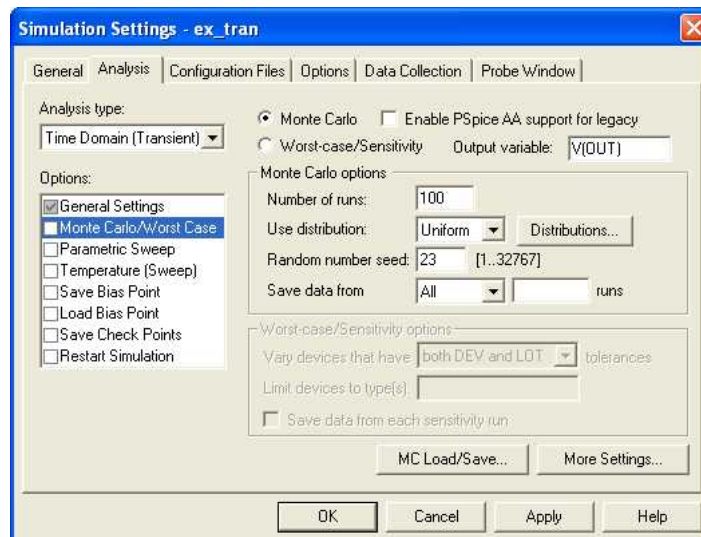 Simulation Settings - ex_tran
General Analysis Configuration Files Options Data Collection Probe Window
Analysis type:
Time Domain (Transient)
Options:
General Settings
Monte Carlo/Worst Case
Parametric Sweep
Temperature (Sweep)
Save Bias Point
Load Bias Point
Save Check Points
Restart Simulation
Monte Carlo Enable PSpice AA support for legacy
Worst-case/Sensitivity Output variable: V(OUT)
Monte Carlo options
Number of runs: 100
Use distribution: Uniform Distributions...
Random number seed: 23 [1..32767]
Save data from All runs
Worst-case/Sensitivity options
Vary devices that have both DEV and LOT tolerances
Limit devices to type(s):
Save data from each sensitivity run
MC Load/Save... More Settings...
OK Cancel Apply Help